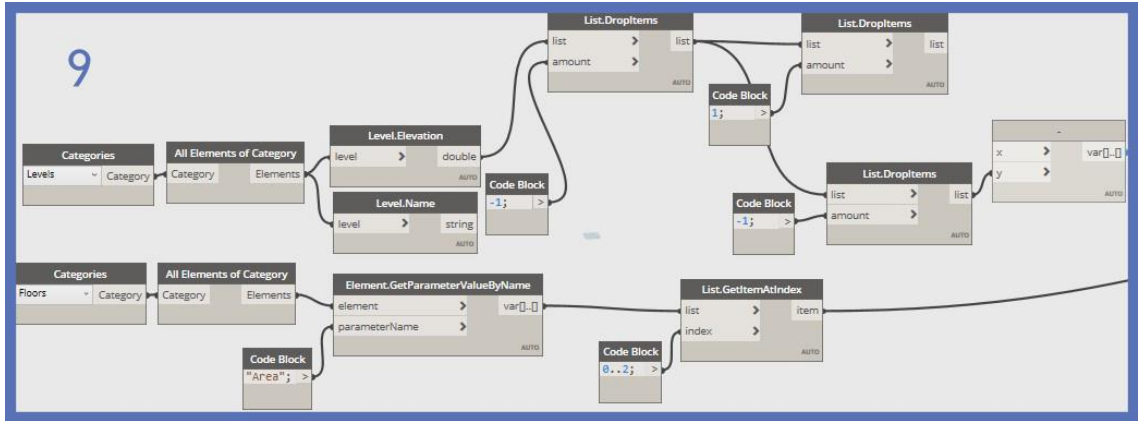 9
List.DropItems
list > list
amount >
AUTO
List.DropItems
list > list
amount >
AUTO
Code Block
1; >
Level.Elevation
level > double
AUTO
Categories
Levels Category
All Elements of Category
Category Elements
Code Block
-1; >
Level.Name
level > string
AUTO
-
x > var[]..[]
y >
AUTO
List.DropItems
list > list
amount >
AUTO
Code Block
-1; >
Categories
Floors Category
All Elements of Category
Category Elements
Element.GetParameterValueByName
element > var[]..[]
parameterName >
AUTO
List.GetItemAtIndex
list > item
index >
AUTO
Code Block
"Area"; >
Code Block
0..2; >